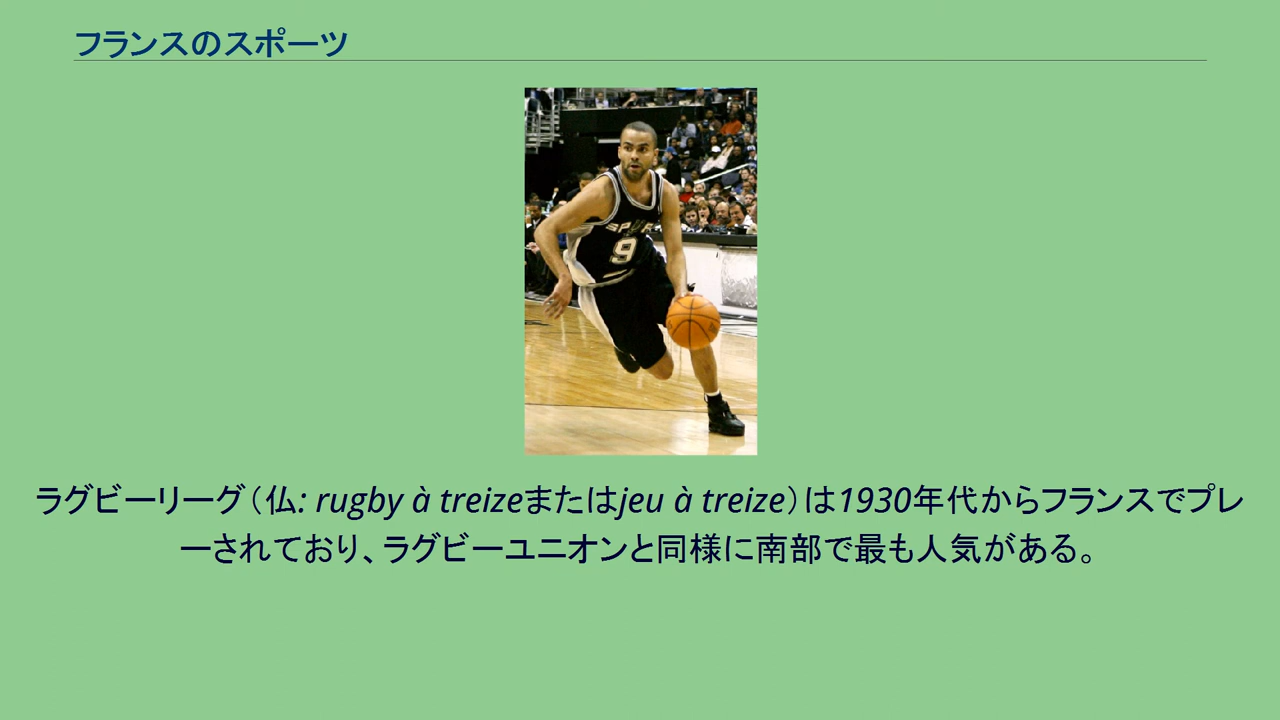 フランスのスポーツ
SPURS
9
ラグビーリーグ（仏: rugby à treizeまたはjeu à treize）は1930年代からフランスでプレ
ーされており、ラグビーユニオンと同様に南部で最も人気がある。